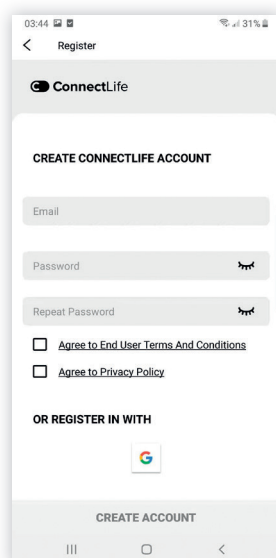 03:44 31%
Register
ConnectLife
CREATE CONNECTLIFE ACCOUNT
Email
Password
Repeat Password
Agree to End User Terms And Conditions
Agree to Privacy Policy
OR REGISTER IN WITH
G
CREATE ACCOUNT